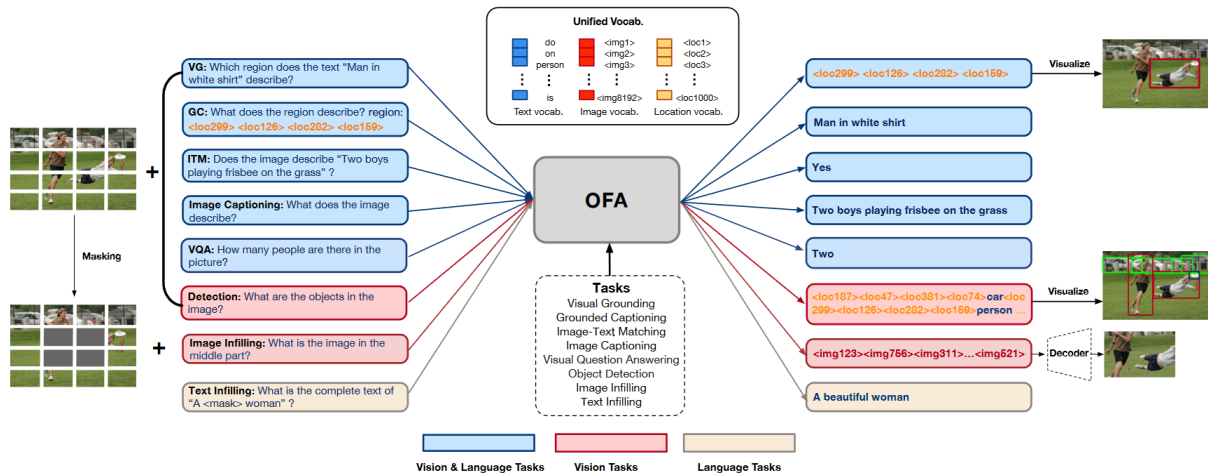 Unified Vocab.
do
on
person
is
Text vocab.
<img1>
<img2>
<img3>
<img8192>
Image vocab.
<loc1>
<loc2>
<loc3>
<loc1000>
Location vocab.
Masking
+
+
VG: Which region does the text “Man in
white shirt” describe?
GC: What does the region describe? region:
<loc299> <loc126> <loc282> <loc159>
ITM: Does the image describe “Two boys
playing frisbee on the grass” ?
Image Captioning: What does the image
describe?
VQA: How many people are there in the
picture?
Detection: What are the objects in the
image?
Image Infilling: What is the image in the
middle part?
Text Infilling: What is the complete text of
“A <mask> woman” ?
OFA
Tasks
Visual Grounding
Grounded Captioning
Image-Text Matching
Image Captioning
Visual Question Answering
Object Detection
Image Infilling
Text Infilling
<loc299> <loc126> <loc282> <loc159>
Visualize
Man in white shirt
Yes
Two boys playing frisbee on the grass
Two
<loc187><loc47><loc381><loc74>car<loc
299><loc126><loc282><loc159>person ...
Visualize
<img123><img756><img311>...<img521>
Decoder
A beautiful woman
Vision & Language Tasks
Vision Tasks
Language Tasks